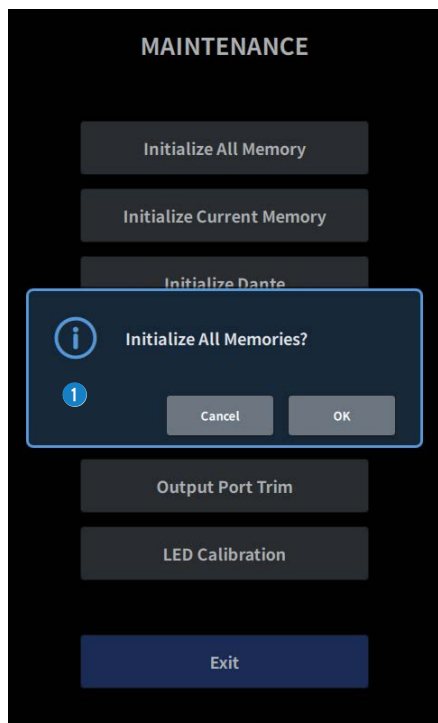 MAINTENANCE
Initialize All Memory
Initialize Current Memory
Initialize Dante
Initialize All Memories?
1
Cancel
OK
Output Port Trim
LED Calibration
Exit